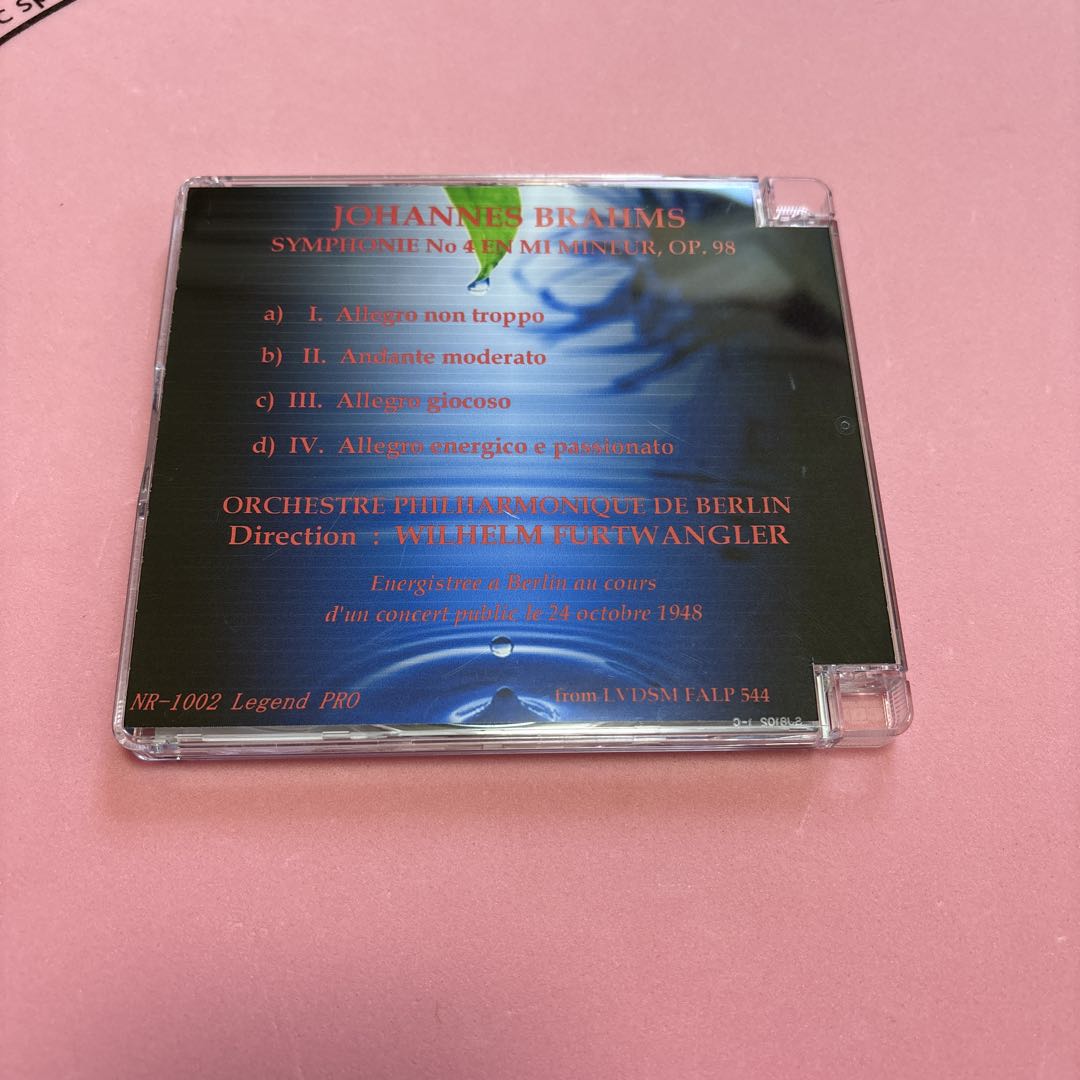 c sp
JOHANNES BRAHMS
SYMPHONIE No 4 EN MI MINEUR, OP. 98
a) I. Allegro non troppo
b) II. Andante moderato
c) III. Allegro giocoso
d) IV. Allegro energico e passionato
ORCHESTRE PHILHARMONIQUE DE BERLIN
Direction : WILHELM FURTWANGLER
Energistree a Berlin au cours
d'un concert public le 24 octobre 1948
NR-1002 Legend PRO
from LVDSM FALP 544